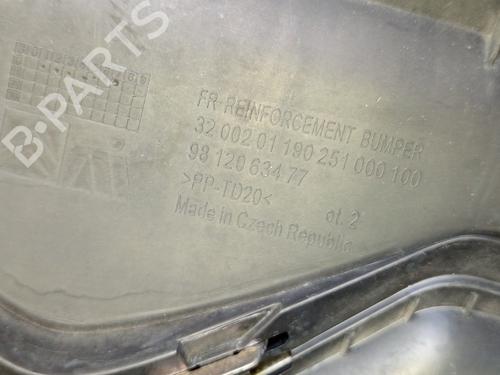 FR REINFORCEMENT BUMPER
32 002 01 190 251 000 100
98 120 634 77
>PP-TD20<
ot. 2
Made in Czech Republic
B-PARTS